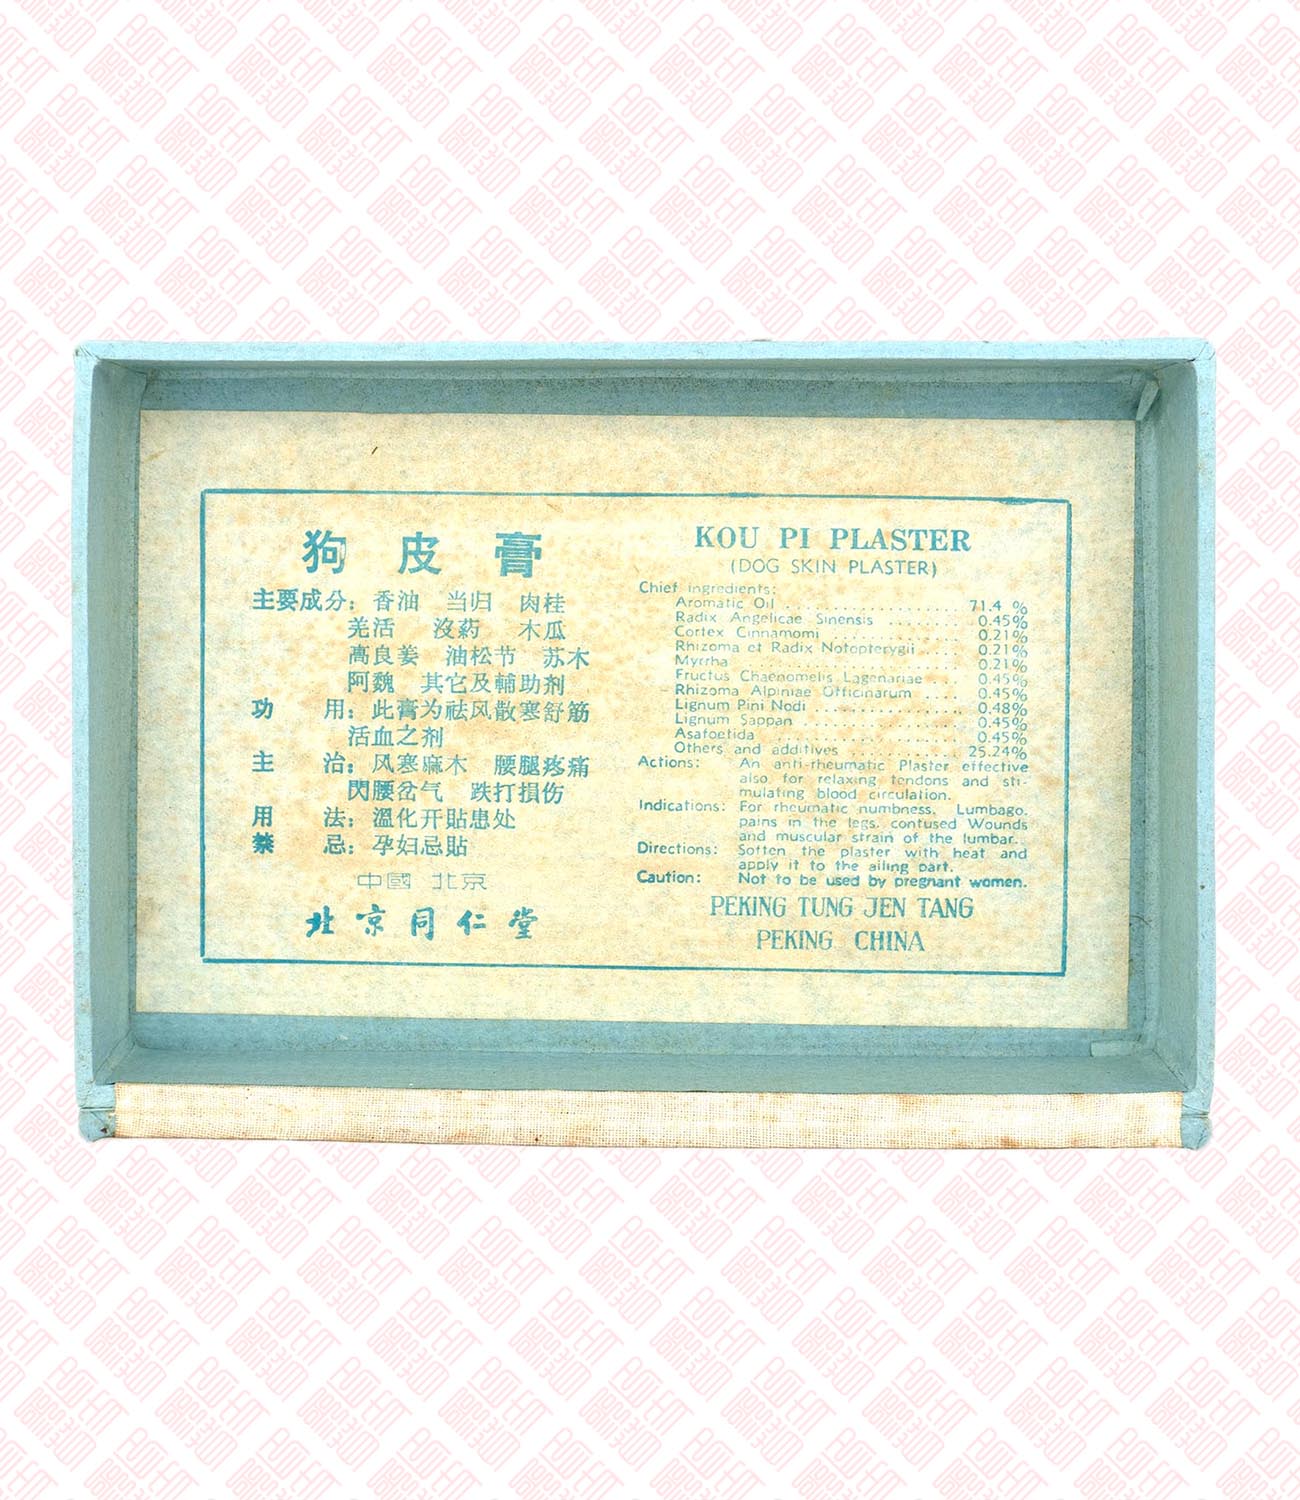 狗皮膏
主要成分：香油 当归 肉桂
羌活 沒葯 木瓜
高良姜 油松节 苏木
阿魏 其它及輔助剂
功用：此膏为祛风散寒舒筋
活血之剂
主治：风寒麻木 腰腿疼痛
閃腰岔气 跌打損伤
用法：溫化开貼患处
禁忌：孕妇忌貼
中國 北京
北京同仁堂
KOU PI PLASTER
(DOG SKIN PLASTER)
Chief ingredients:
Aromatic Oil .................... 71.4 %
Radix Angelicae Sinensis ........ 0.45%
Cortex Cinnamomi .............. 0.21%
Rhizoma et Radix Notopterygii .... 0.21%
Myrrha ....................... 0.21%
Fructus Chaenomelis Lagenariae ... 0.45%
Rhizoma Alpiniae Officinarum .... 0.45%
Lignum Pini Nodi ................ 0.48%
Lignum Sappan .................. 0.45%
Asafoetida ..................... 0.45%
Others and additives ........... 25.24%
Actions: An anti-rheumatic Plaster effective
also for relaxing tendons and sti-
mulating blood circulation.
Indications: For rheumatic numbness, Lumbago,
pains in the legs, contused Wounds
and muscular strain of the lumbar..
Directions: Soften the plaster with heat and
apply it to the ailing part.
Caution: Not to be used by pregnant women.
PEKING TUNG JEN TANG
PEKING CHINA